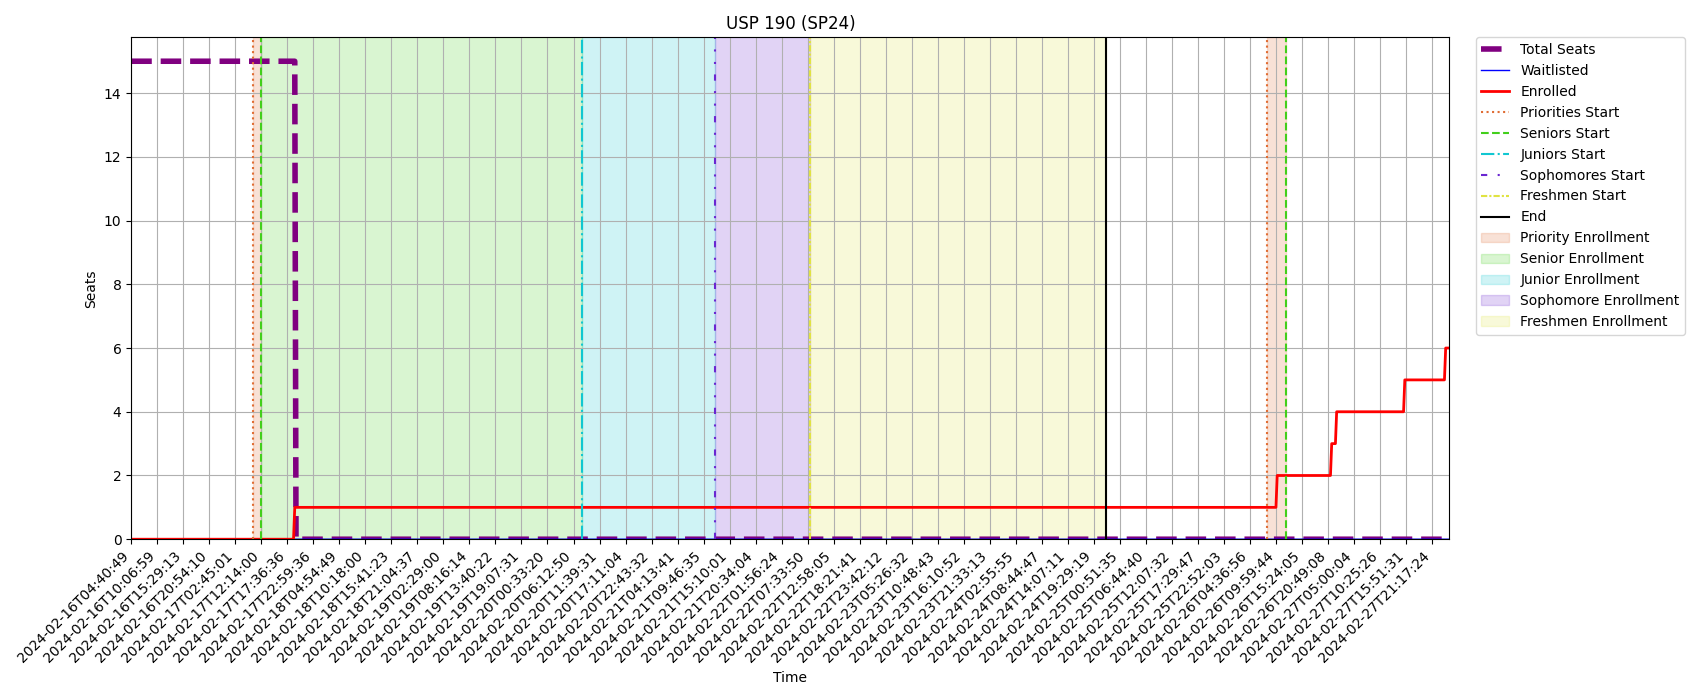 USP 190 (SP24)
Seats
14
12
10
8
6
4
2
0
2024-02-16T04:40:49
2024-02-16T10:06:59
2024-02-16T15:29:13
2024-02-16T20:54:10
2024-02-17T02:45:01
2024-02-17T12:14:00
2024-02-17T17:36:36
2024-02-17T22:59:36
2024-02-18T04:54:49
2024-02-18T10:18:00
2024-02-18T15:41:23
2024-02-18T21:04:37
2024-02-19T02:29:00
2024-02-19T08:16:14
2024-02-19T13:40:22
2024-02-19T19:07:31
2024-02-20T00:33:20
2024-02-20T06:12:50
2024-02-20T11:39:31
2024-02-20T17:11:04
2024-02-20T22:43:32
2024-02-21T04:13:41
2024-02-21T09:46:35
2024-02-21T15:10:01
2024-02-21T20:34:04
2024-02-22T01:56:24
2024-02-22T07:33:50
2024-02-22T12:58:05
2024-02-22T18:21:41
2024-02-22T23:42:12
2024-02-23T05:26:32
2024-02-23T10:48:43
2024-02-23T16:10:52
2024-02-23T21:33:13
2024-02-24T02:55:55
2024-02-24T08:44:47
2024-02-24T14:07:11
2024-02-24T19:29:19
2024-02-25T00:51:35
2024-02-25T06:44:40
2024-02-25T12:07:32
2024-02-25T17:29:47
2024-02-25T22:52:03
2024-02-26T04:36:56
2024-02-26T09:59:44
2024-02-26T15:24:05
2024-02-26T20:49:08
2024-02-27T05:00:04
2024-02-27T10:25:26
2024-02-27T15:51:31
2024-02-27T21:17:24
Time
Total Seats
Waitlisted
Enrolled
Priorities Start
Seniors Start
Juniors Start
Sophomores Start
Freshmen Start
End
Priority Enrollment
Senior Enrollment
Junior Enrollment
Sophomore Enrollment
Freshmen Enrollment